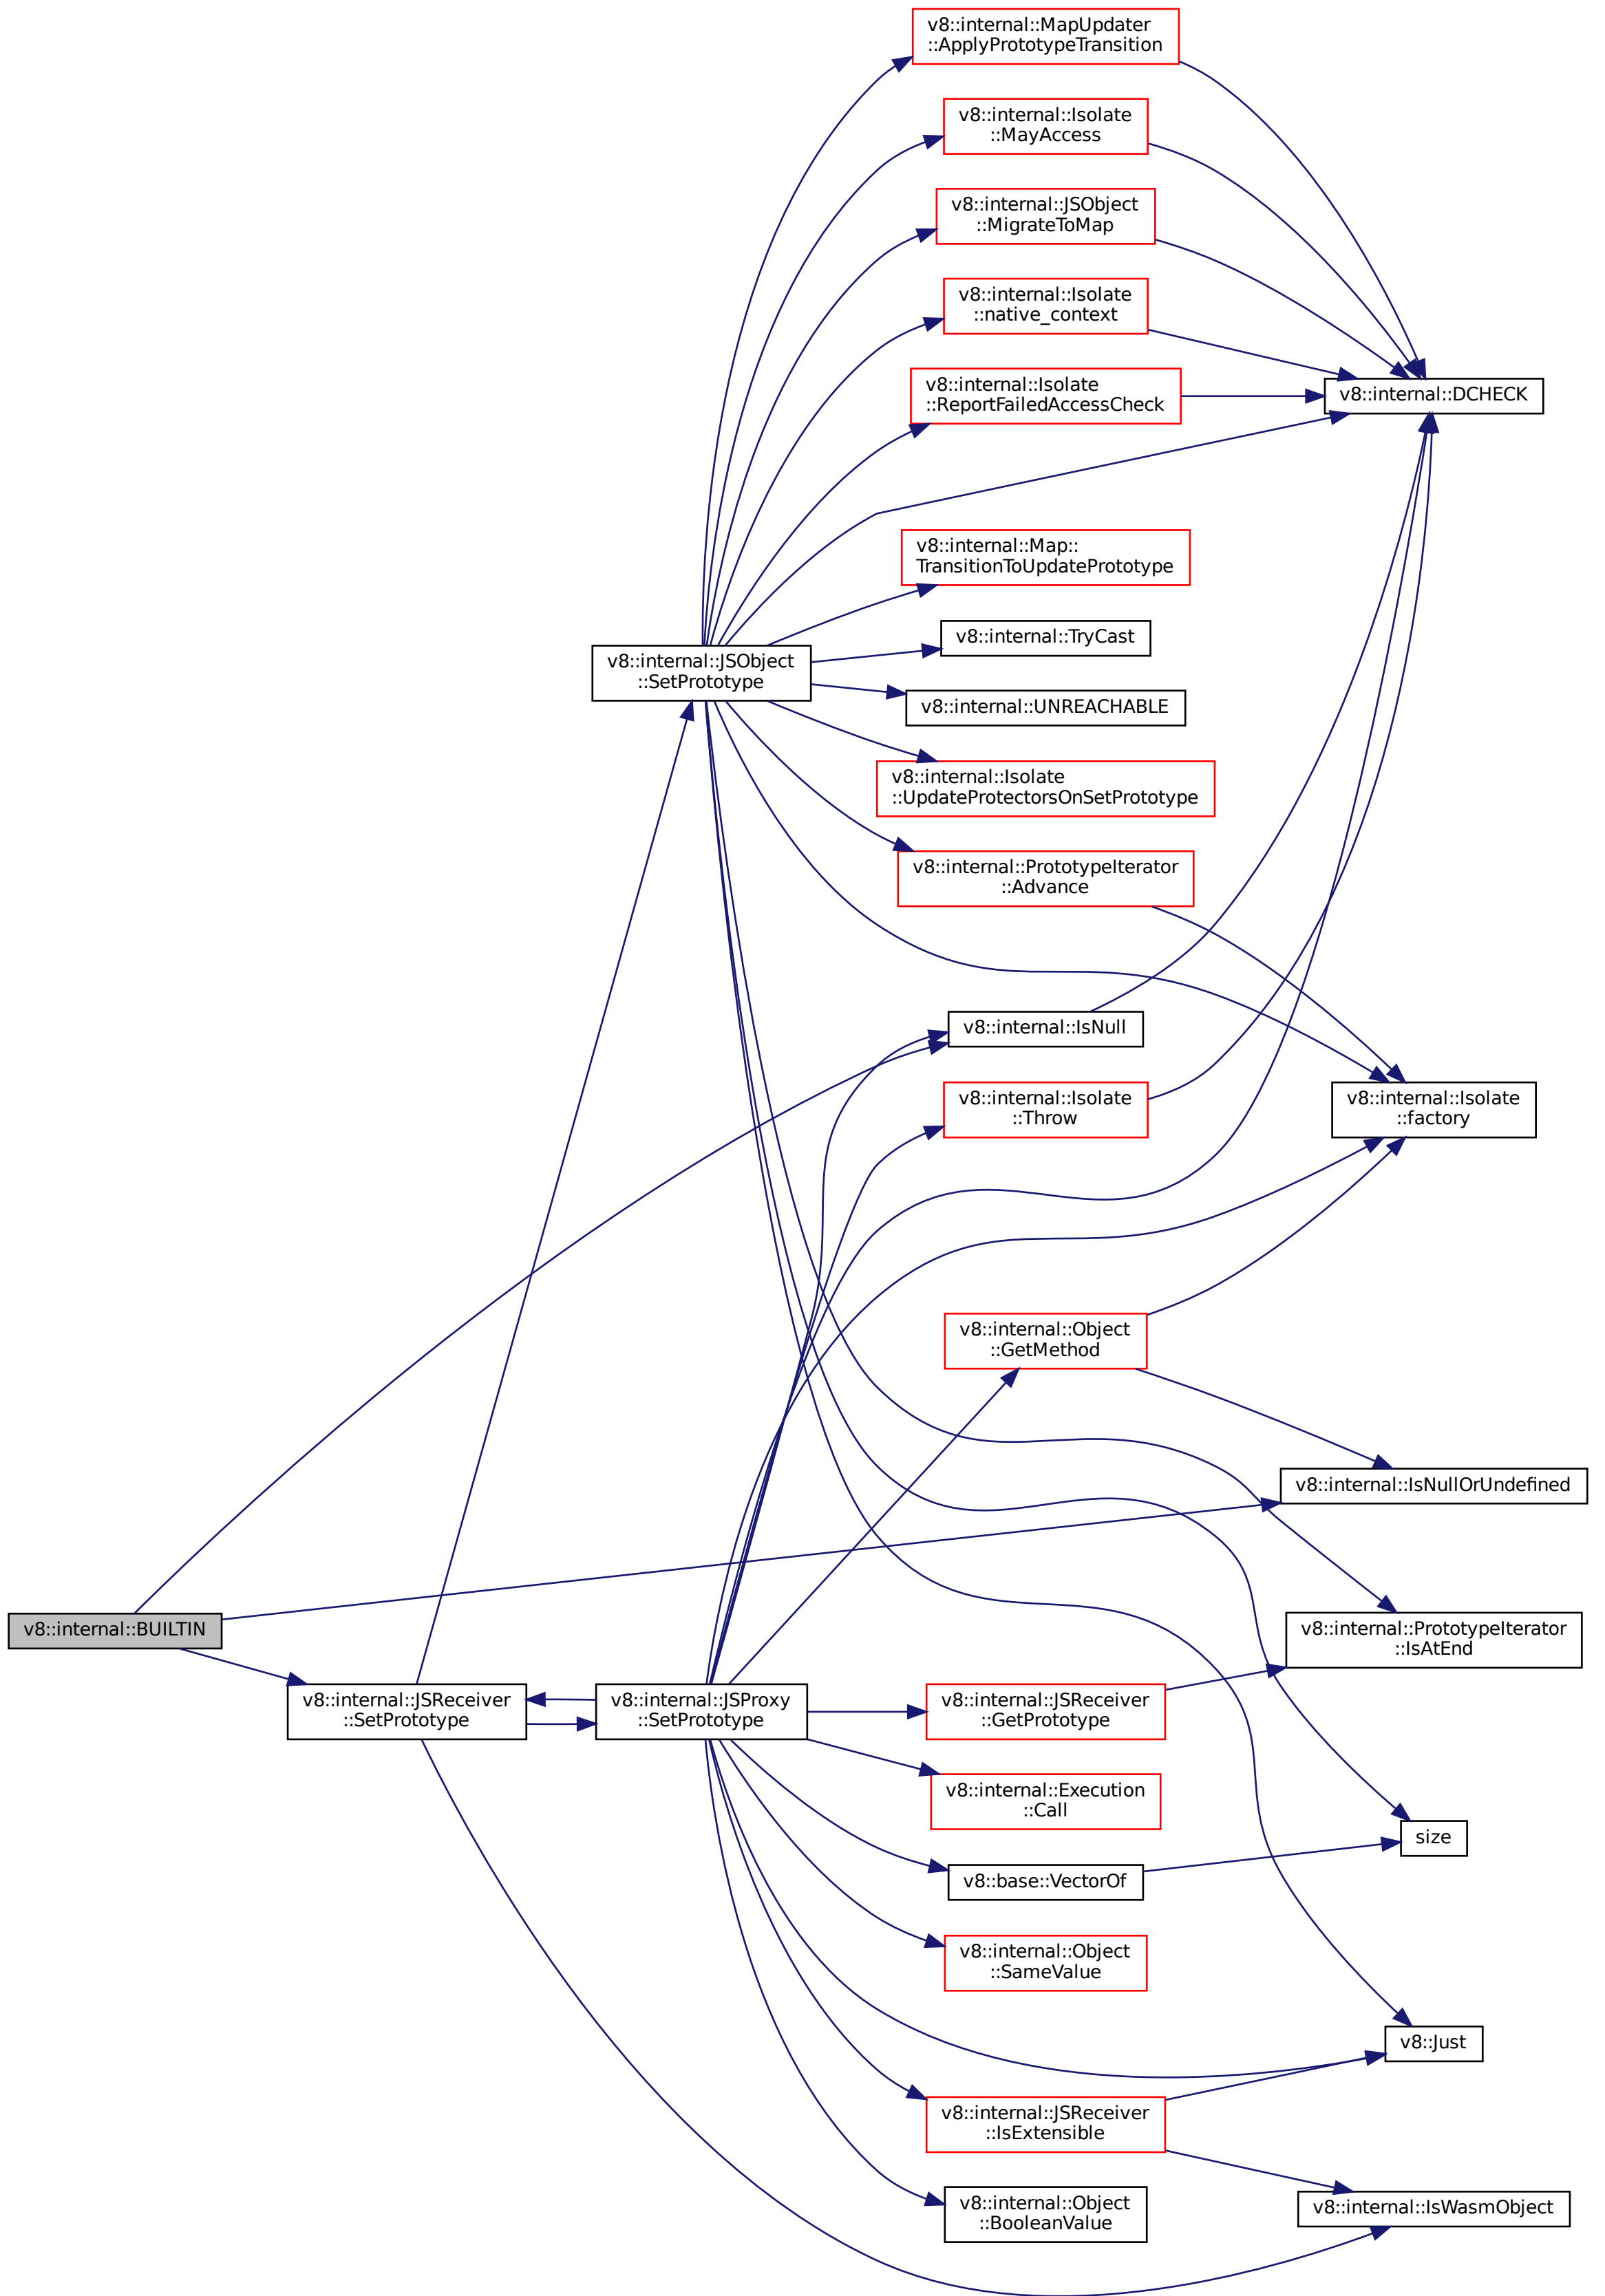 v8::internal::MapUpdater
::ApplyPrototypeTransition
v8::internal::Isolate
::MayAccess
v8::internal::JSObject
::MigrateToMap
v8::internal::Isolate
::native_context
v8::internal::Isolate
::ReportFailedAccessCheck
v8::internal::DCHECK
v8::internal::Map::
TransitionToUpdatePrototype
v8::internal::TryCast
v8::internal::JSObject
::SetPrototype
v8::internal::UNREACHABLE
v8::internal::Isolate
::UpdateProtectorsOnSetPrototype
v8::internal::PrototypeIterator
::Advance
v8::internal::IsNull
v8::internal::Isolate
::Throw
v8::internal::Isolate
::factory
v8::internal::Object
::GetMethod
v8::internal::IsNullOrUndefined
v8::internal::BUILTIN
v8::internal::PrototypeIterator
::IsAtEnd
v8::internal::JSReceiver
::SetPrototype
v8::internal::JSProxy
::SetPrototype
v8::internal::JSReceiver
::GetPrototype
v8::internal::Execution
::Call
size
v8::base::VectorOf
v8::internal::Object
::SameValue
v8::Just
v8::internal::JSReceiver
::IsExtensible
v8::internal::IsWasmObject
v8::internal::Object
::BooleanValue